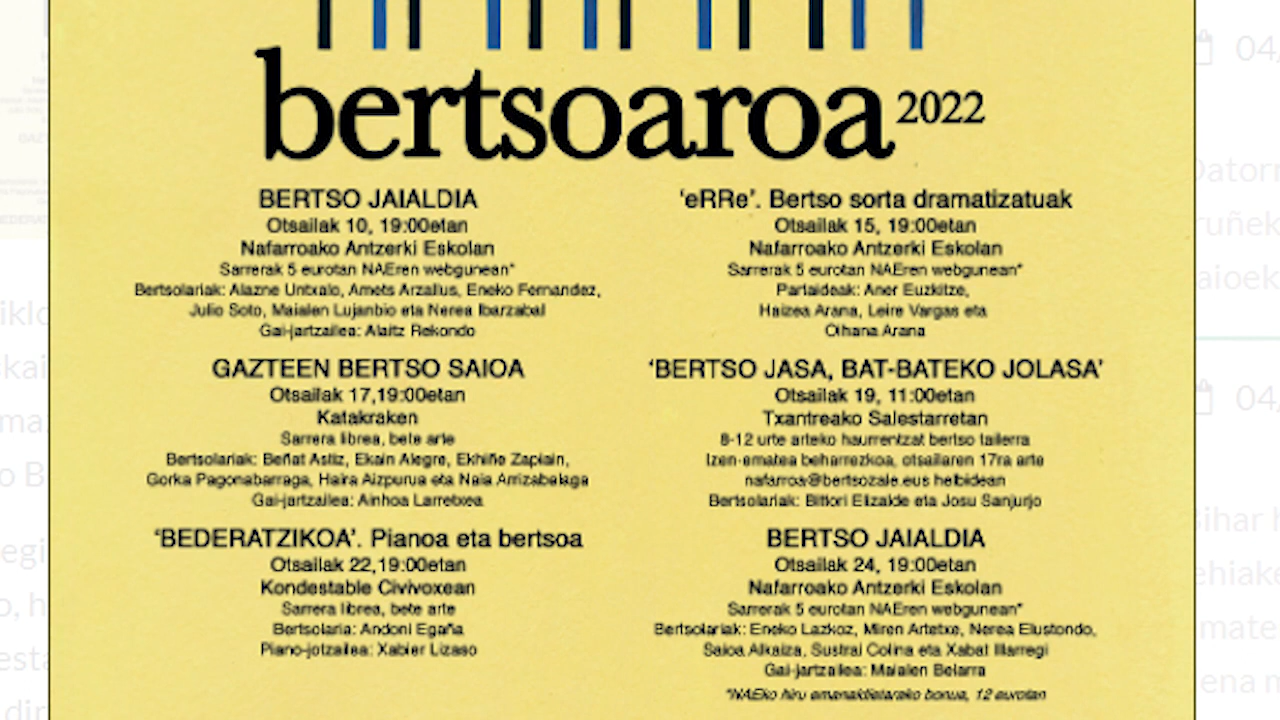 bertsoaroa 2022
BERTSO JAIALDIA
Otsailak 10, 19:00etan
Nafarroako Antzerki Eskolan
Sarrerak 5 eurotan NAEren webgunean*
Bertsolariak: Alazne Untxalo, Amets Arzallus, Eneko Fernandez,
Julio Soto, Maialen Lujanbio eta Nerea Ibarzabal
Gai-jartzailea: Alaitz Rekondo
GAZTEEN BERTSO SAIOA
Otsailak 17,19:00etan
Katakraken
Sarrera librea, bete arte
Bertsolariak: Beñat Astiz, Ekain Alegre, Ekhiñe Zapiain,
Gorka Pagonabarraga, Haira Aizpurua eta Naia Arrizabalaga
Gai-jartzailea: Ainhoa Larretxea
'BEDERATZIKOA'. Pianoa eta bertsoa
Otsailak 22,19:00etan
Kondestable Civivoxean
Sarrera librea, bete arte
Bertsolaria: Andoni Egaña
Piano-jotzailea: Xabier Lizaso
'eRRe'. Bertso sorta dramatizatuak
Otsailak 15, 19:00etan
Nafarroako Antzerki Eskolan
Sarrerak 5 eurotan NAEren webgunean*
Partaideak: Aner Euzkitze,
Haizea Arana, Leire Vargas eta
Oihana Arana
'BERTSO JASA, BAT-BATEKO JOLASA'
Otsailak 19, 11:00etan
Txantreako Salestarretan
8-12 urte arteko haurrentzat bertso tailerra
Izen-ematea beharrezkoa, otsailaren 17ra arte
nafarroa@bertsozale.eus helbidean
Bertsolariak: Bittori Elizalde eta Josu Sanjurjo
BERTSO JAIALDIA
Otsailak 24, 19:00etan
Nafarroako Antzerki Eskolan
Sarrerak 5 eurotan NAEren webgunean*
Bertsolariak: Eneko Lazkoz, Miren Artetxe, Nerea Elustondo,
Saioa Alkaiza, Sustrai Colina eta Xabat Illarregi
Gai-jartzailea: Maialen Belarra
*NAEko hiru emanaldietarako bonua, 12 eurotan
04,
04,